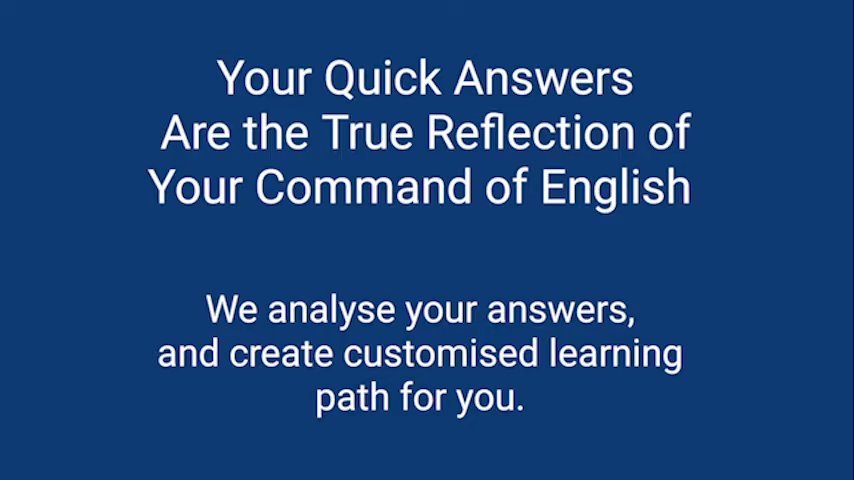 Your Quick Answers
Are the True Reflection of
Your Command of English
We analyse your answers,
and create customised learning
path for you.